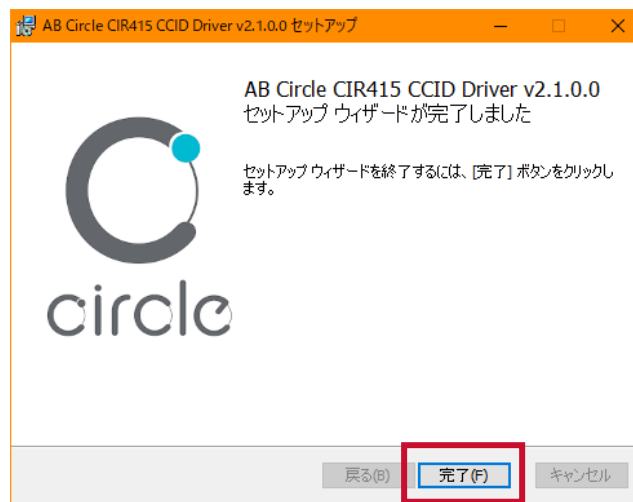 AB Circle CIR415 CCID Driver v2.1.0.0 セットアップ
AB Circle CIR415 CCID Driver v2.1.0.0
セットアップ ウィザードが完了しました
セットアップ ウィザードを終了するには、[完了] ボタンをクリックし
ます。
circle
戻る(B)
完了(F)
キャンセル